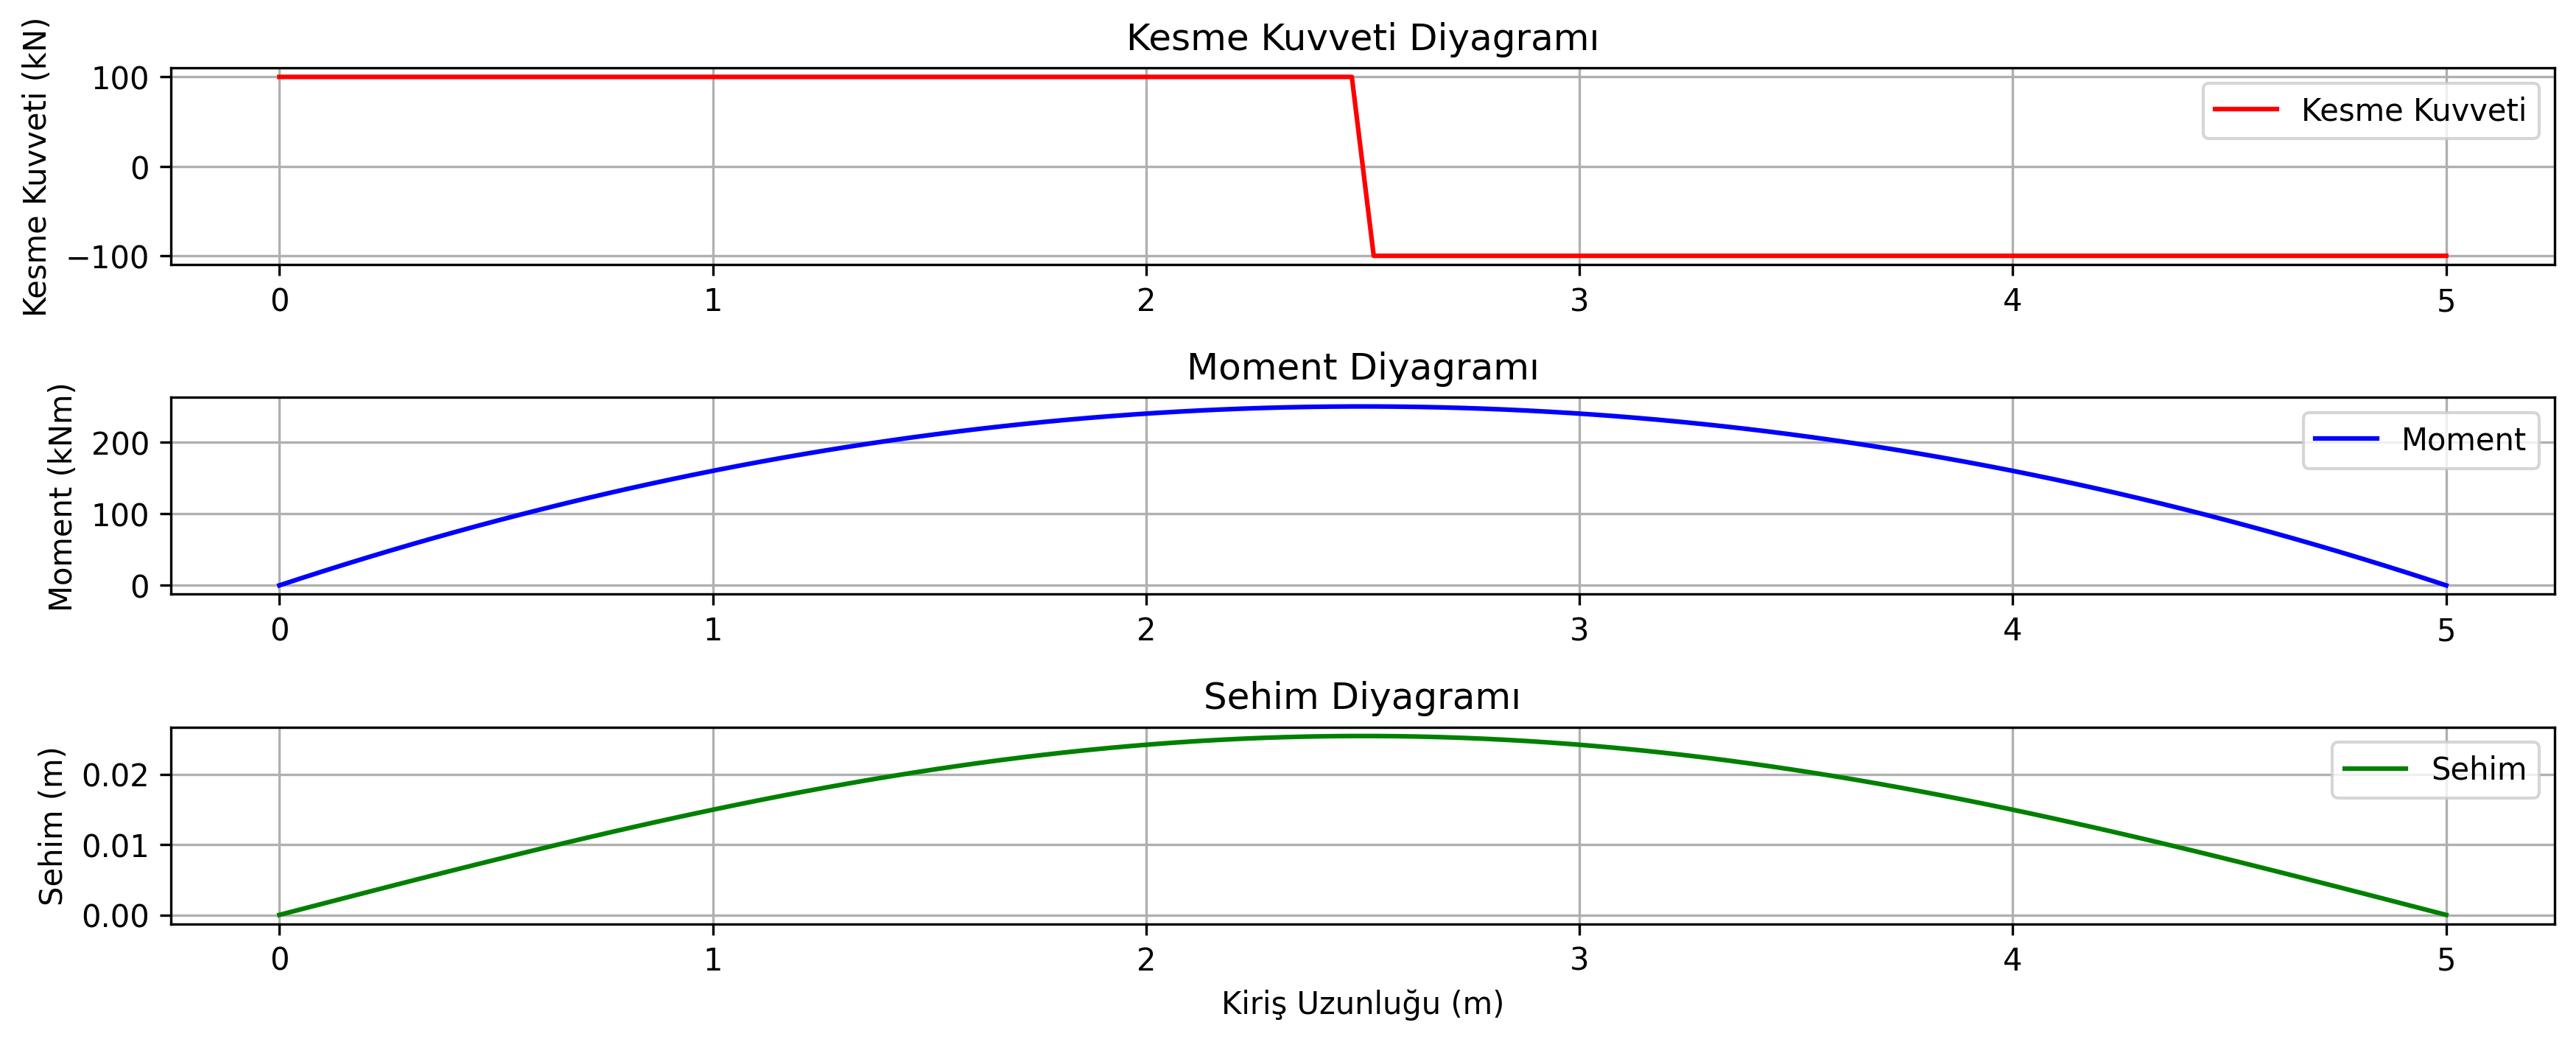 Kesme Kuvveti Diyagramı
Kesme Kuvveti (kN)
100
0
−100
Kesme Kuvveti
0 1 2 3 4 5
Moment Diyagramı
Moment (kNm)
200
100
0
Moment
0 1 2 3 4 5
Sehim Diyagramı
Sehim (m)
0.02
0.01
0.00
Sehim
0 1 2 3 4 5
Kiriş Uzunluğu (m)